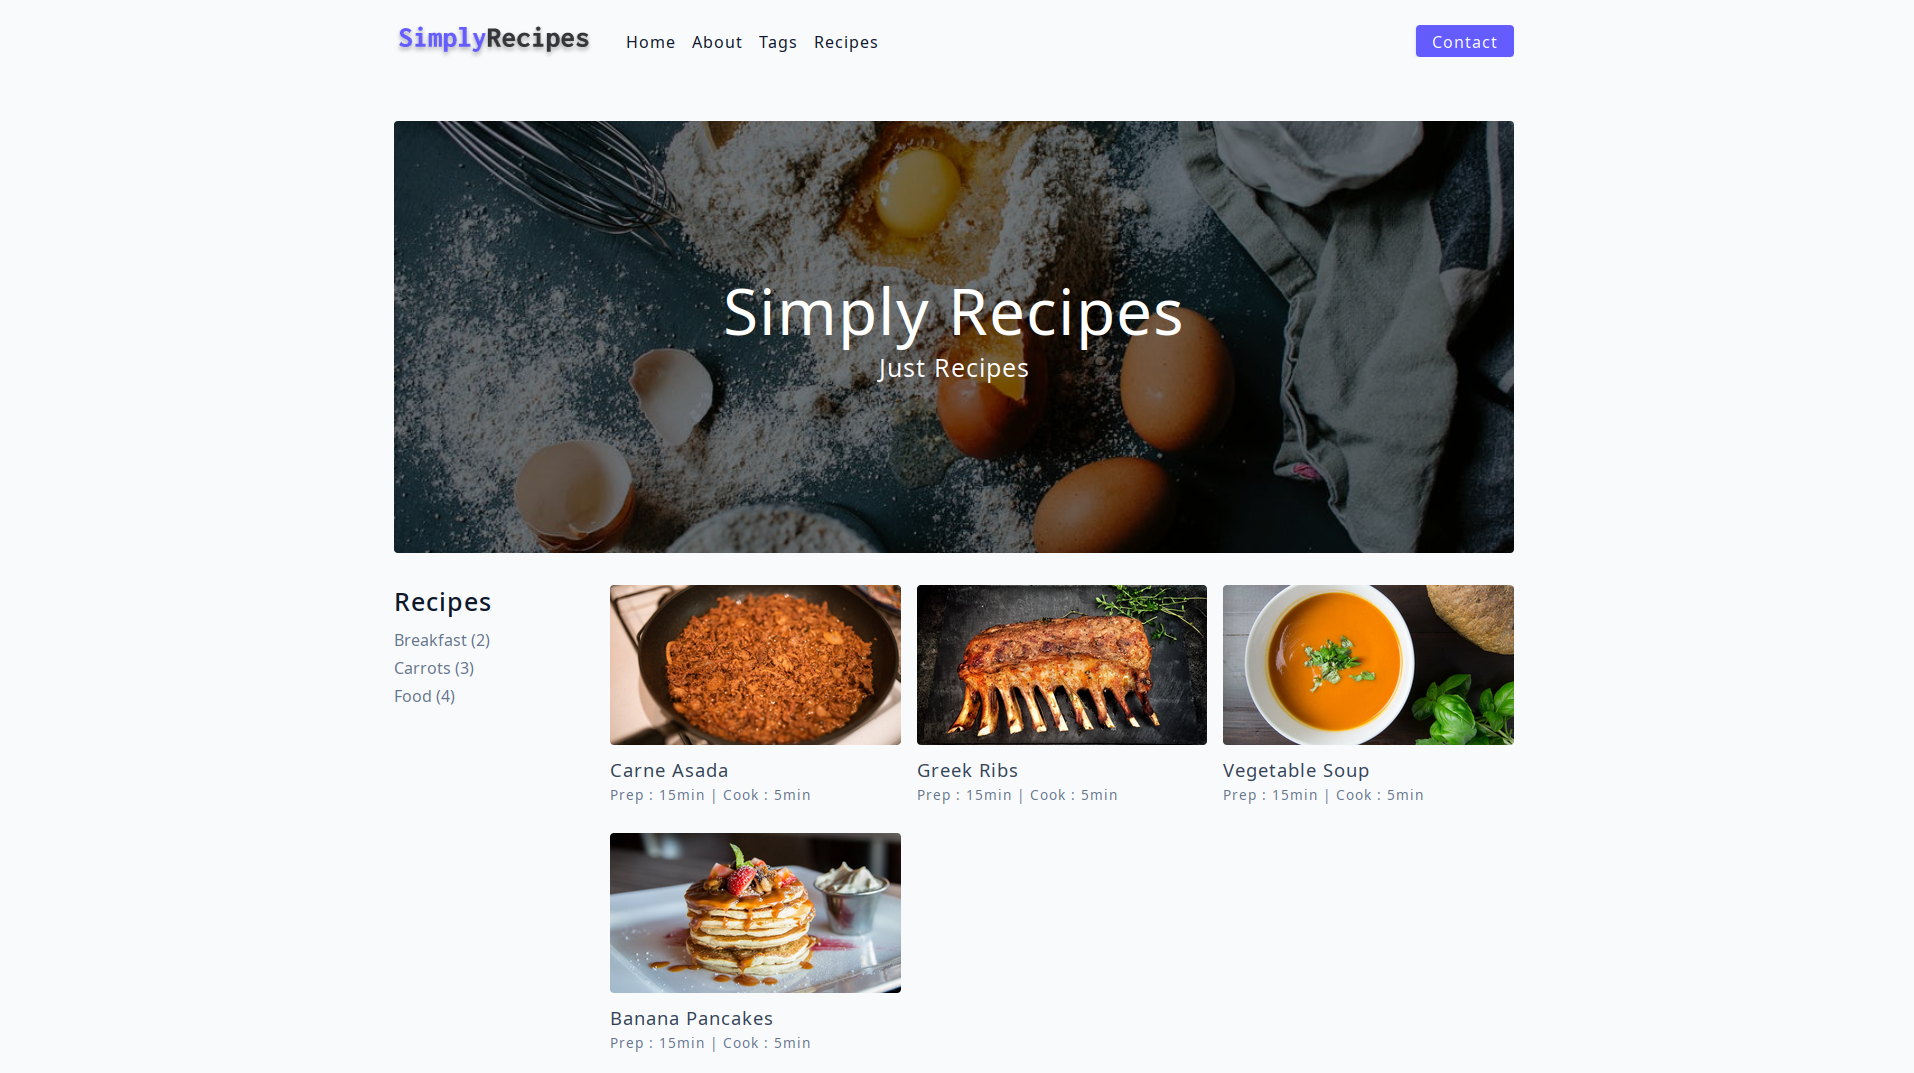 SimplyRecipes Home About Tags Recipes Contact
Simply Recipes
Just Recipes
Recipes
Breakfast (2)
Carrots (3)
Food (4)
Carne Asada
Prep : 15min | Cook : 5min
Greek Ribs
Prep : 15min | Cook : 5min
Vegetable Soup
Prep : 15min | Cook : 5min
Banana Pancakes
Prep : 15min | Cook : 5min